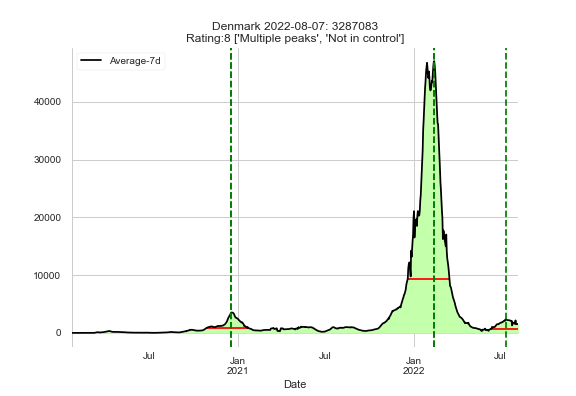 Denmark 2022-08-07: 3287083
Rating:8 ['Multiple peaks', 'Not in control']
Average-7d
40000
30000
20000
10000
0
Jul
Jan
2021
Jul
Jan
2022
Jul
Date